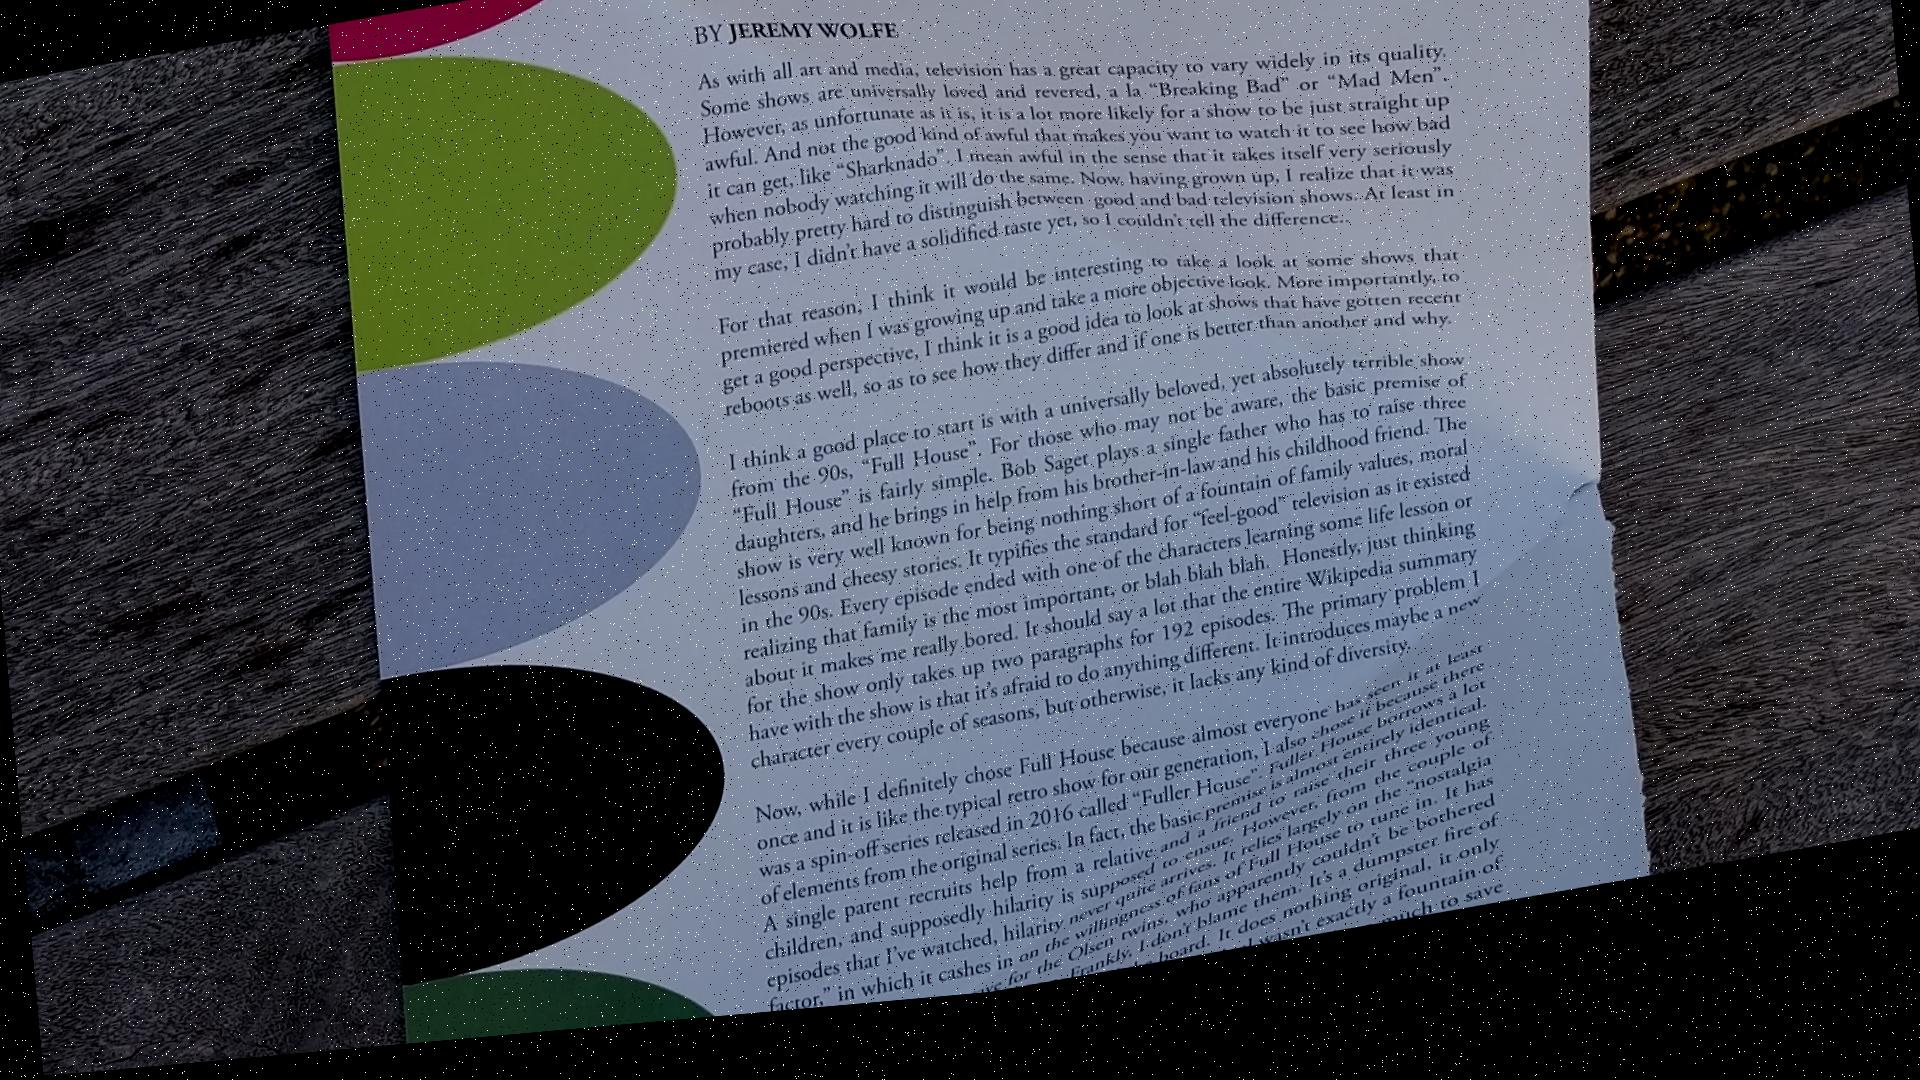 BY JEREMY WOLFE
As with all art and media, television has a great capacity to vary widely in its quality.
Some shows are universally loved and revered, a la “Breaking Bad” or “Mad Men”.
However, as unfortunate as it is, it is a lot more likely for a show to be just straight up
awful. And not the good kind of awful that makes you want to watch it to see how bad
it can get, like “Sharknado”. I mean awful in the sense that it takes itself very seriously
when nobody watching it will do the same. Now, having grown up, I realize that it was
probably pretty hard to distinguish between good and bad television shows. At least in
my case, I didn't have a solidified taste yet, so I couldn't tell the difference.
For that reason, I think it would be interesting to take a look at some shows that
premiered when I was growing up and take a more objective look. More importantly, to
get a good perspective, I think it is a good idea to look at shows that have gotten recent
reboots as well, so as to see how they differ and if one is better than another and why.
I think a good place to start is with a universally beloved, yet absolutely terrible show
from the 90s, “Full House”. For those who may not be aware, the basic premise of
“Full House” is fairly simple. Bob Saget plays a single father who has to raise three
daughters, and he brings in help from his brother-in-law and his childhood friend. The
show is very well known for being nothing short of a fountain of family values, moral
lessons and cheesy stories. It typifies the standard for “feel-good” television as it existed
in the 90s. Every episode ended with one of the characters learning some life lesson or
realizing that family is the most important, or blah blah blah. Honestly, just thinking
about it makes me really bored. It should say a lot that the entire Wikipedia summary
for the show only takes up two paragraphs for 192 episodes. The primary problem I
have with the show is that it's afraid to do anything different. It introduces maybe a new
character every couple of seasons, but otherwise, it lacks any kind of diversity.
Now, while I definitely chose Full House because almost everyone has seen it at least
once and it is like the typical retro show for our generation, I also chose it because there
was a spin-off series released in 2016 called “Fuller House”. Fuller House borrows a lot
of elements from the original series. In fact, the basic premise is almost entirely identical.
A single parent recruits help from a relative and a friend to raise their three young
children, and supposedly hilarity is supposed to ensue. However, from the couple of
episodes that I've watched, hilarity never quite arrives. It relies largely on the “nostalgia
factor,” in which it cashes in on the willingness of fans of Full House to tune in. It has
for the Olsen twins, who apparently couldn't be bothered
Frankly, I don't blame them. It's a dumpster fire of
board. It does nothing original, it only
wasn't exactly a fountain of
much to save